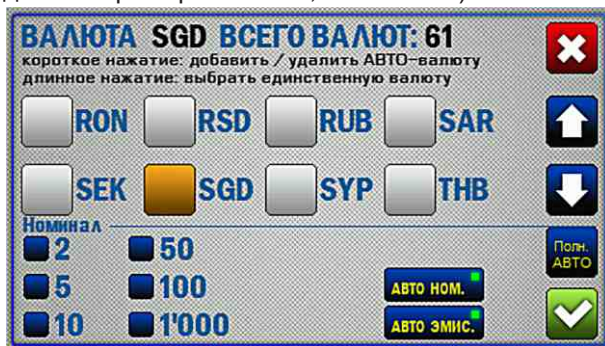 ВАЛЮТА SGD ВСЕГО ВАЛЮТ: 61
короткое нажатие: добавить / удалить АВТО-валюту
длинное нажатие: выбрать единственную валюту
RON RSD RUB SAR
SEK SGD SYP THB
Номинал
2 50
5 100
10 1'000
Полн.
АВТО
АВТО НОМ.
АВТО ЭМИС.